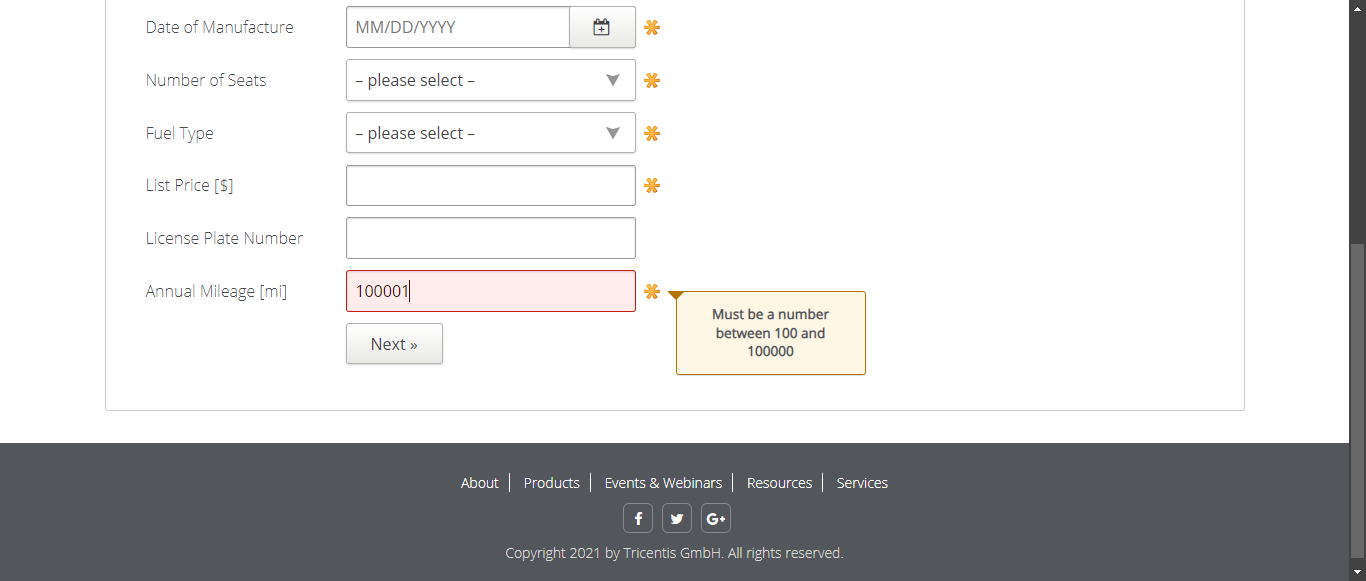 Date of Manufacture MM/DD/YYYY
Number of Seats – please select –
Fuel Type – please select –
List Price [$]
License Plate Number
Annual Mileage [mi] 100001
Must be a number
between 100 and
100000
Next »
About Products Events & Webinars Resources Services
f G+
Copyright 2021 by Tricentis GmbH. All rights reserved.